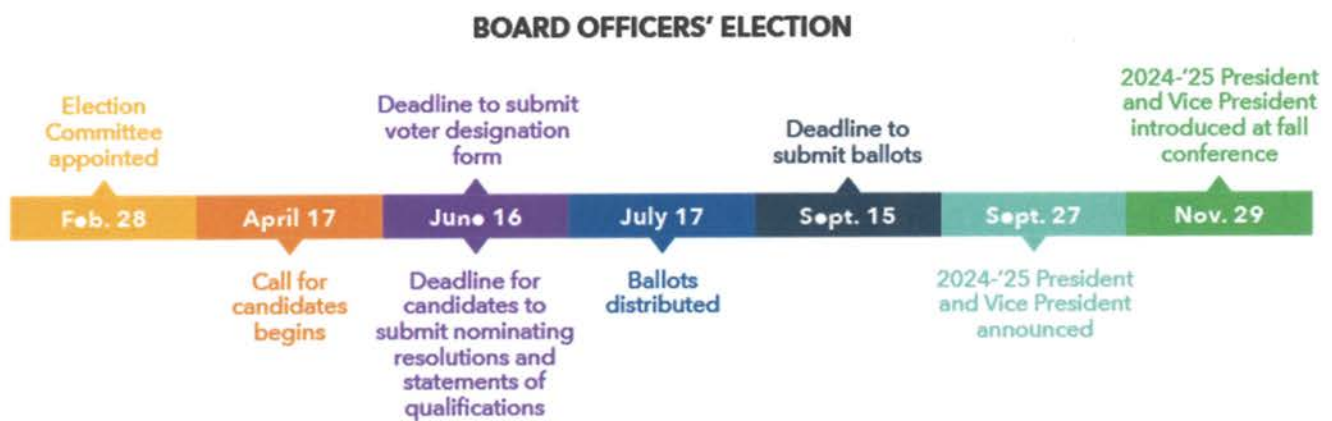 BOARD OFFICERS' ELECTION
Election
Committee
appointed
Deadline to submit
voter designation
form
Deadline to
submit ballots
2024-'25 President
and Vice President
introduced at fall
conference
Feb. 28
April 17
June 16
July 17
Sept. 15
Sept. 27
Nov. 29
Call for
candidates
begins
Deadline for
candidates to
submit nominating
resolutions and
statements of
qualifications
Ballots
distributed
2024-'25 President
and Vice President
announced